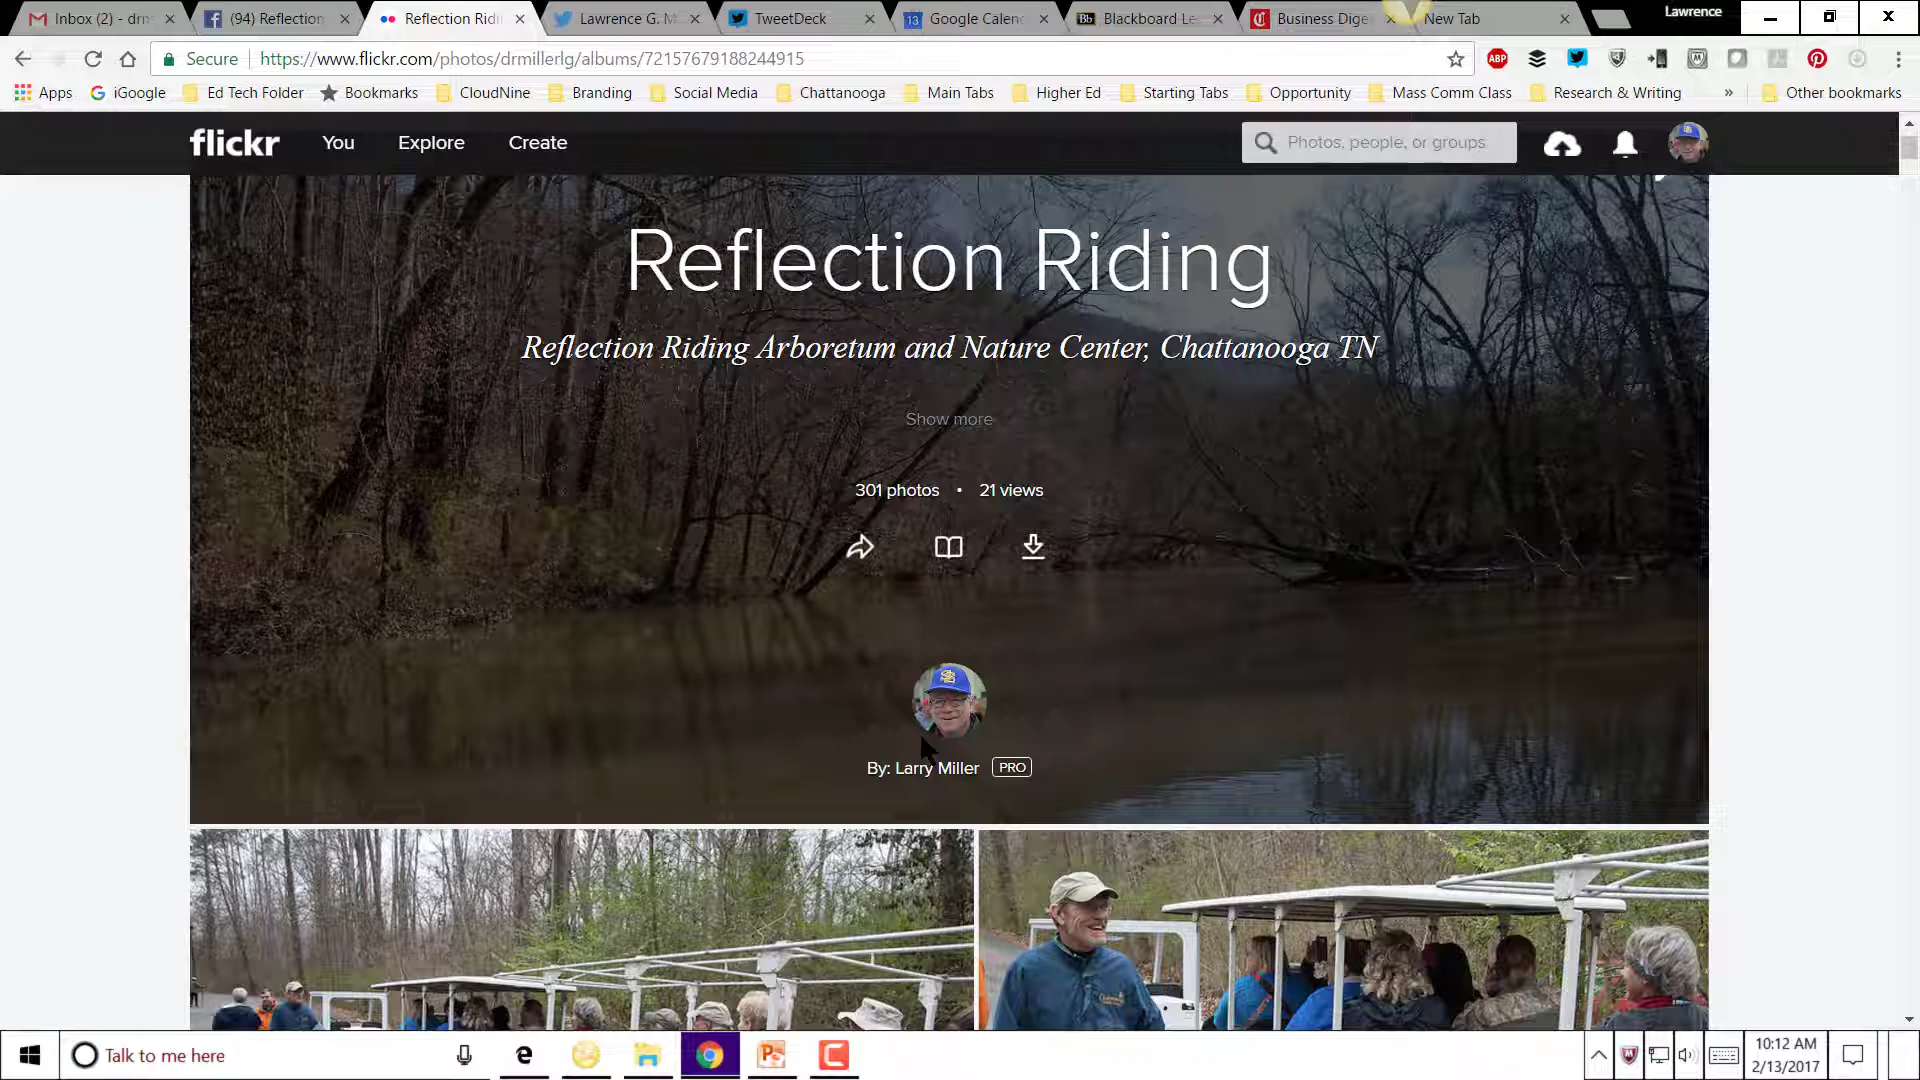 Inbox (2) - drn
(94) Reflection
Reflection Ridi
Lawrence G. M
TweetDeck
Google Calen
Blackboard Le
Business Dige
New Tab
Lawrence
Secure
https://www.flickr.com/photos/drmillerlg/albums/72157679188244915
ABP
Apps
iGoogle
Ed Tech Folder
Bookmarks
CloudNine
Branding
Social Media
Chattanooga
Main Tabs
Higher Ed
Starting Tabs
Opportunity
Mass Comm Class
Research & Writing
»
Other bookmarks
flickr
You
Explore
Create
Photos, people, or groups
Reflection Riding
Reflection Riding Arboretum and Nature Center, Chattanooga TN
Show more
301 photos • 21 views
By: Larry Miller PRO
Talk to me here
10:12 AM
2/13/2017